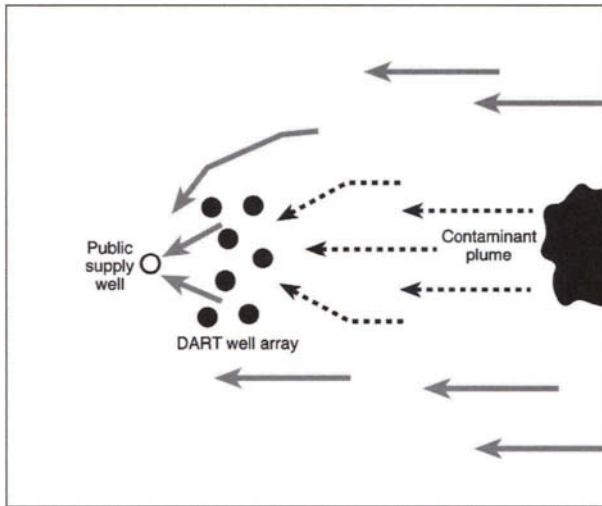 Public
supply
well
Contaminant
plume
DART well array